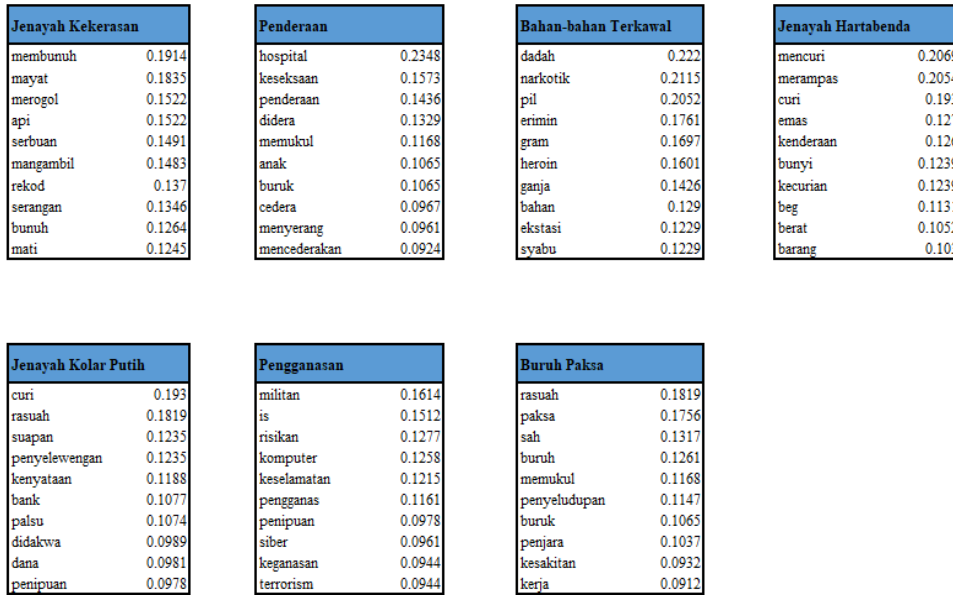 Jenayah Kekerasan
membunuh 0.1914
mayat 0.1835
merogol 0.1522
api 0.1522
serbuan 0.1491
mangambil 0.1483
rekod 0.137
serangan 0.1346
bunuh 0.1264
mati 0.1245
Penderaan
hospital 0.2348
keseksaan 0.1573
penderaan 0.1436
didera 0.1329
memukul 0.1168
anak 0.1065
buruk 0.1065
cedera 0.0967
menyerang 0.0961
mencederakan 0.0924
Bahan-bahan Terkawal
dadah 0.222
narkotik 0.2115
pil 0.2052
erimin 0.1761
gram 0.1697
heroin 0.1601
ganja 0.1426
bahan 0.129
ekstasi 0.1229
syabu 0.1229
Jenayah Hartabenda
mencuri
merampas 0.2054
curi
emas
kenderaan
bunyi
kecurian
beg
berat
barang
Jenayah Kolar Putih
curi 0.193
rasuah 0.1819
suapan 0.1235
penyelewengan 0.1235
kenyataan 0.1188
bank 0.1077
palsu 0.1074
didakwa 0.0989
dana 0.0981
penipuan 0.0978
Pengganasan
militan 0.1614
is 0.1512
risikan 0.1277
komputer 0.1258
keselamatan 0.1215
pengganas 0.1161
penipuan 0.0978
siber 0.0961
keganasan 0.0944
terrorism 0.0944
Buruh Paksa
rasuah 0.1819
paksa 0.1756
sah 0.1317
buruh 0.1261
memukul 0.1168
penyeludupan 0.1147
buruk 0.1065
penjara 0.1037
kesakitan 0.0932
kerja 0.0912